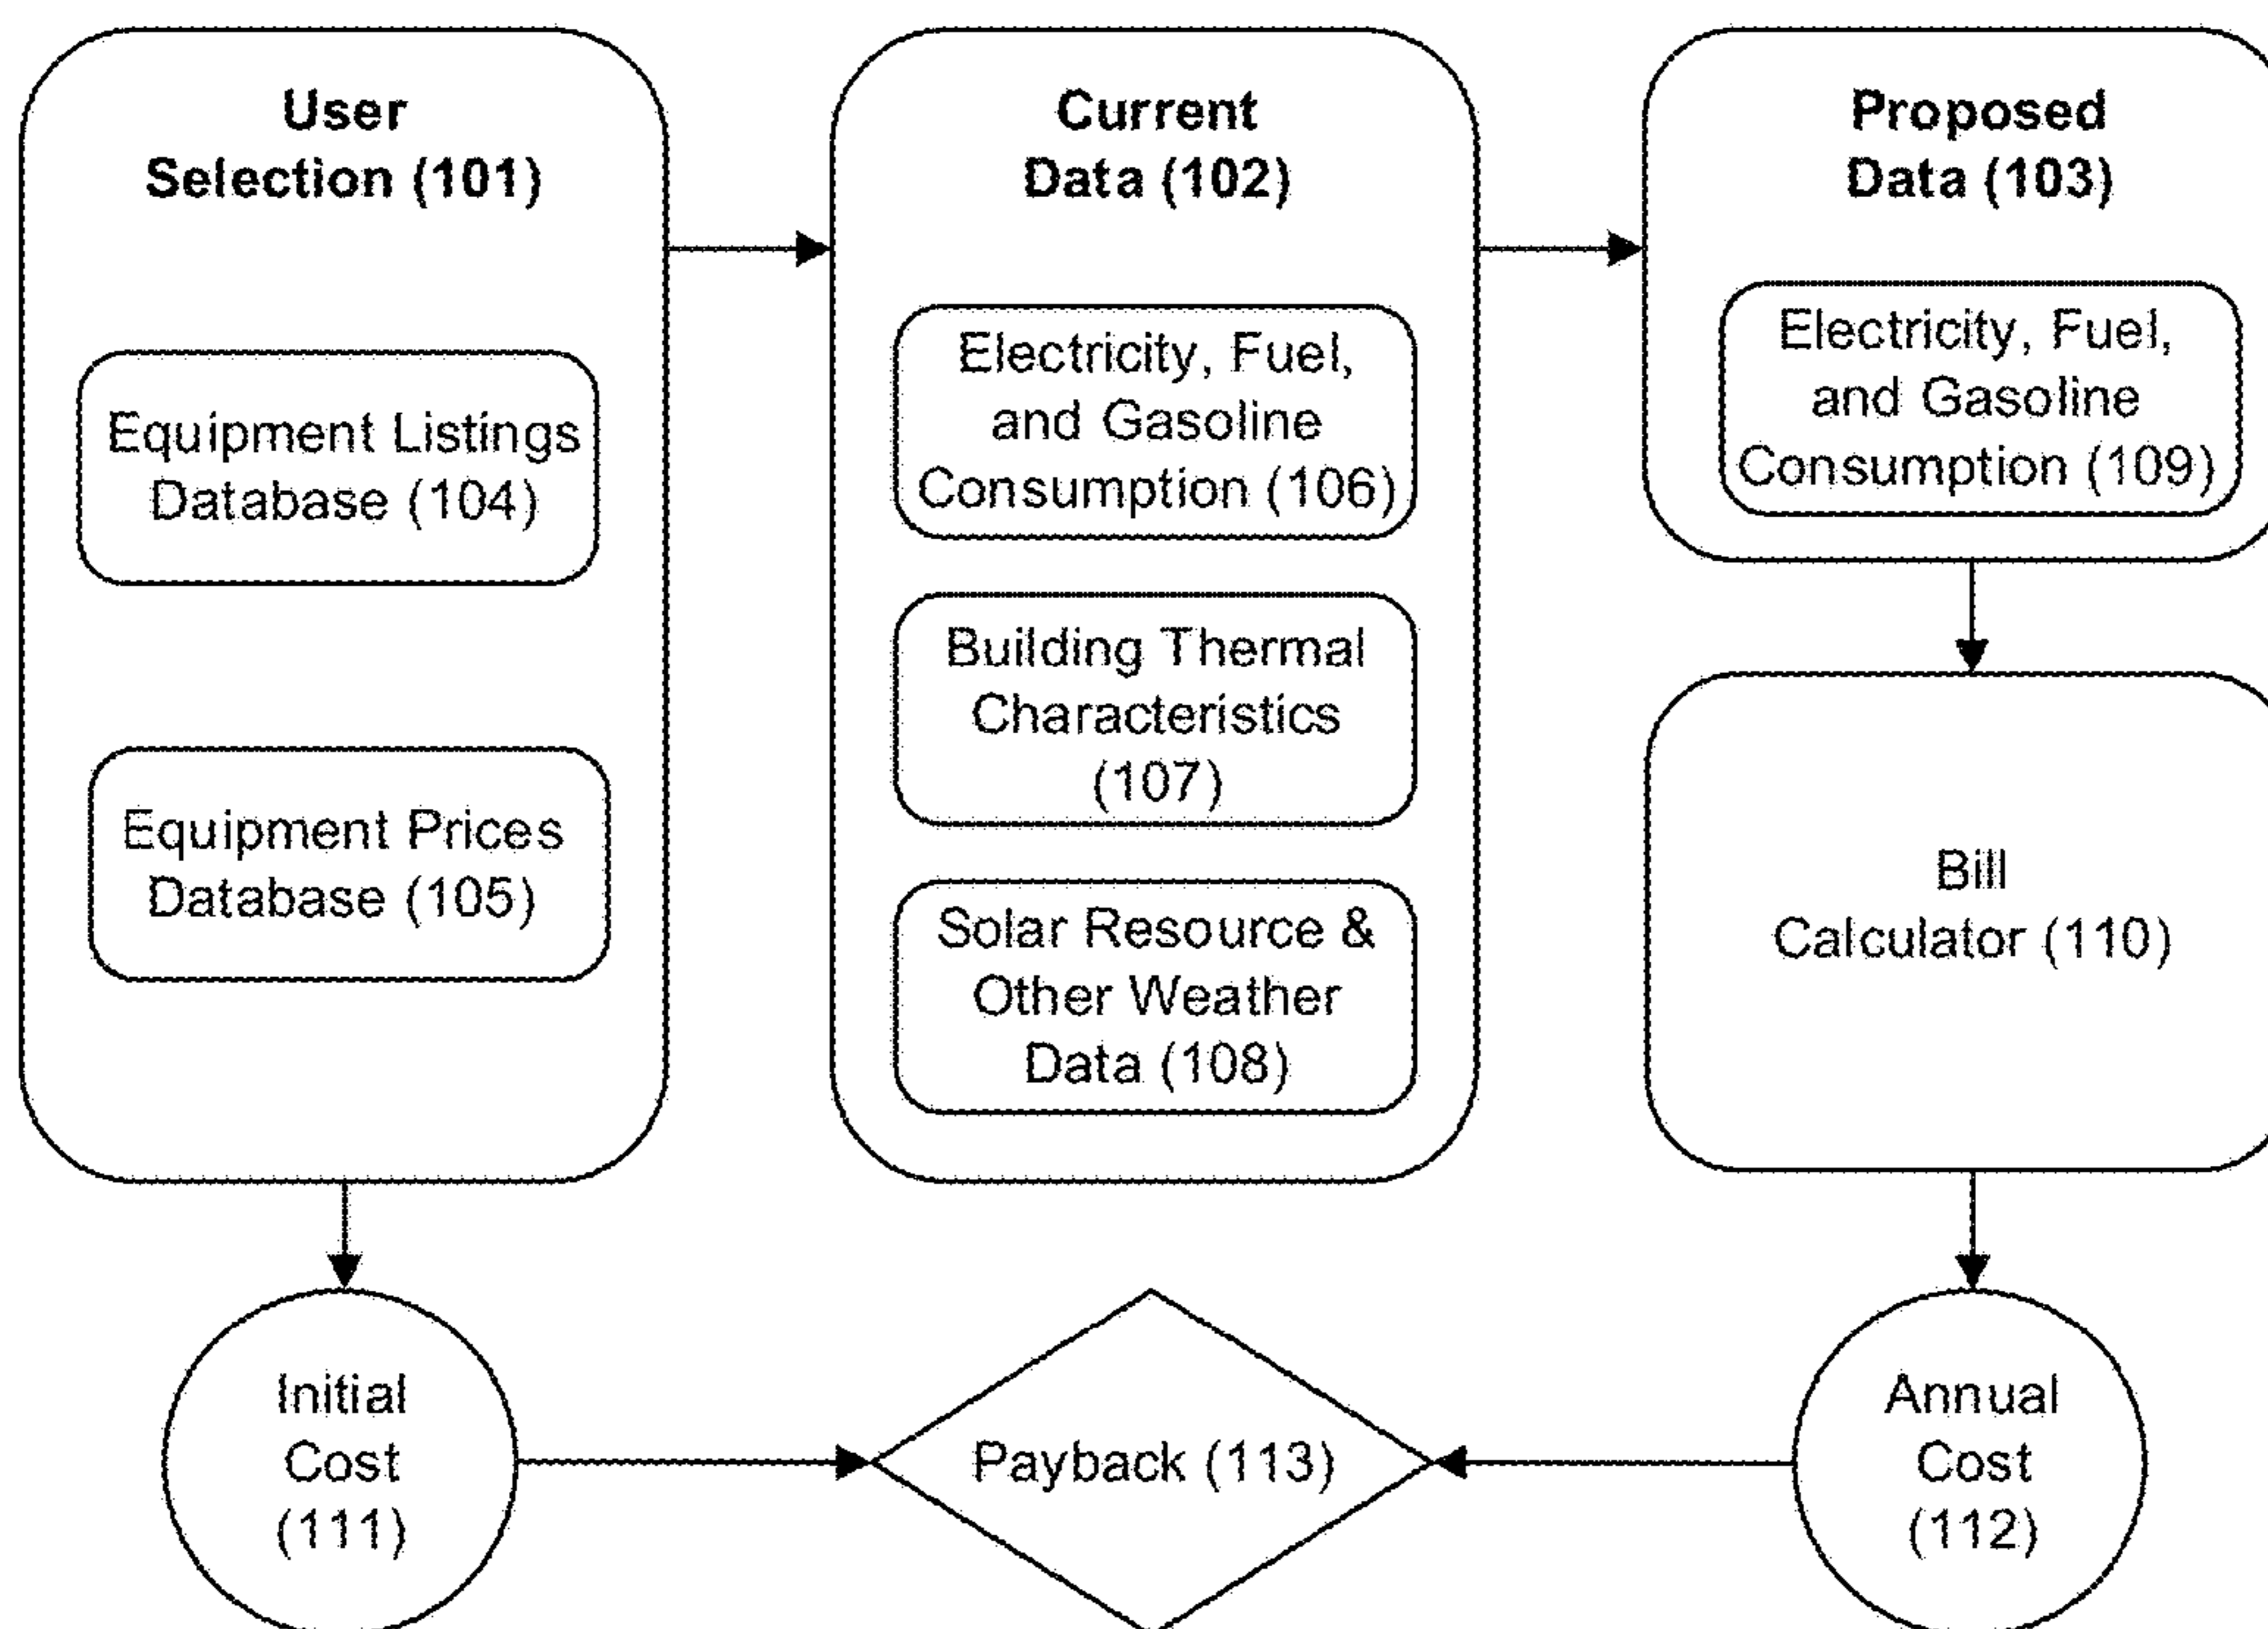 User
Selection (101)
Equipment Listings
Database (104)
Equipment Prices
Database (105)
Current
Data (102)
Electricity, Fuel,
and Gasoline
Consumption (106)
Building Thermal
Characteristics
(107)
Solar Resource &
Other Weather
Data (108)
Proposed
Data (103)
Electricity, Fuel,
and Gasoline
Consumption (109)
Bill
Calculator (110)
Initial
Cost
(111)
Payback (113)
Annual
Cost
(112)